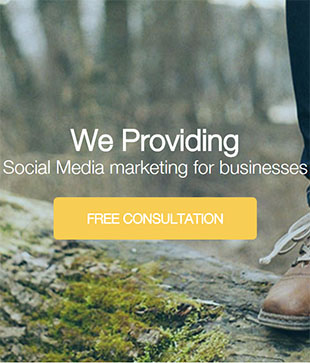 We Providing
Social Media marketing for businesses
FREE CONSULTATION